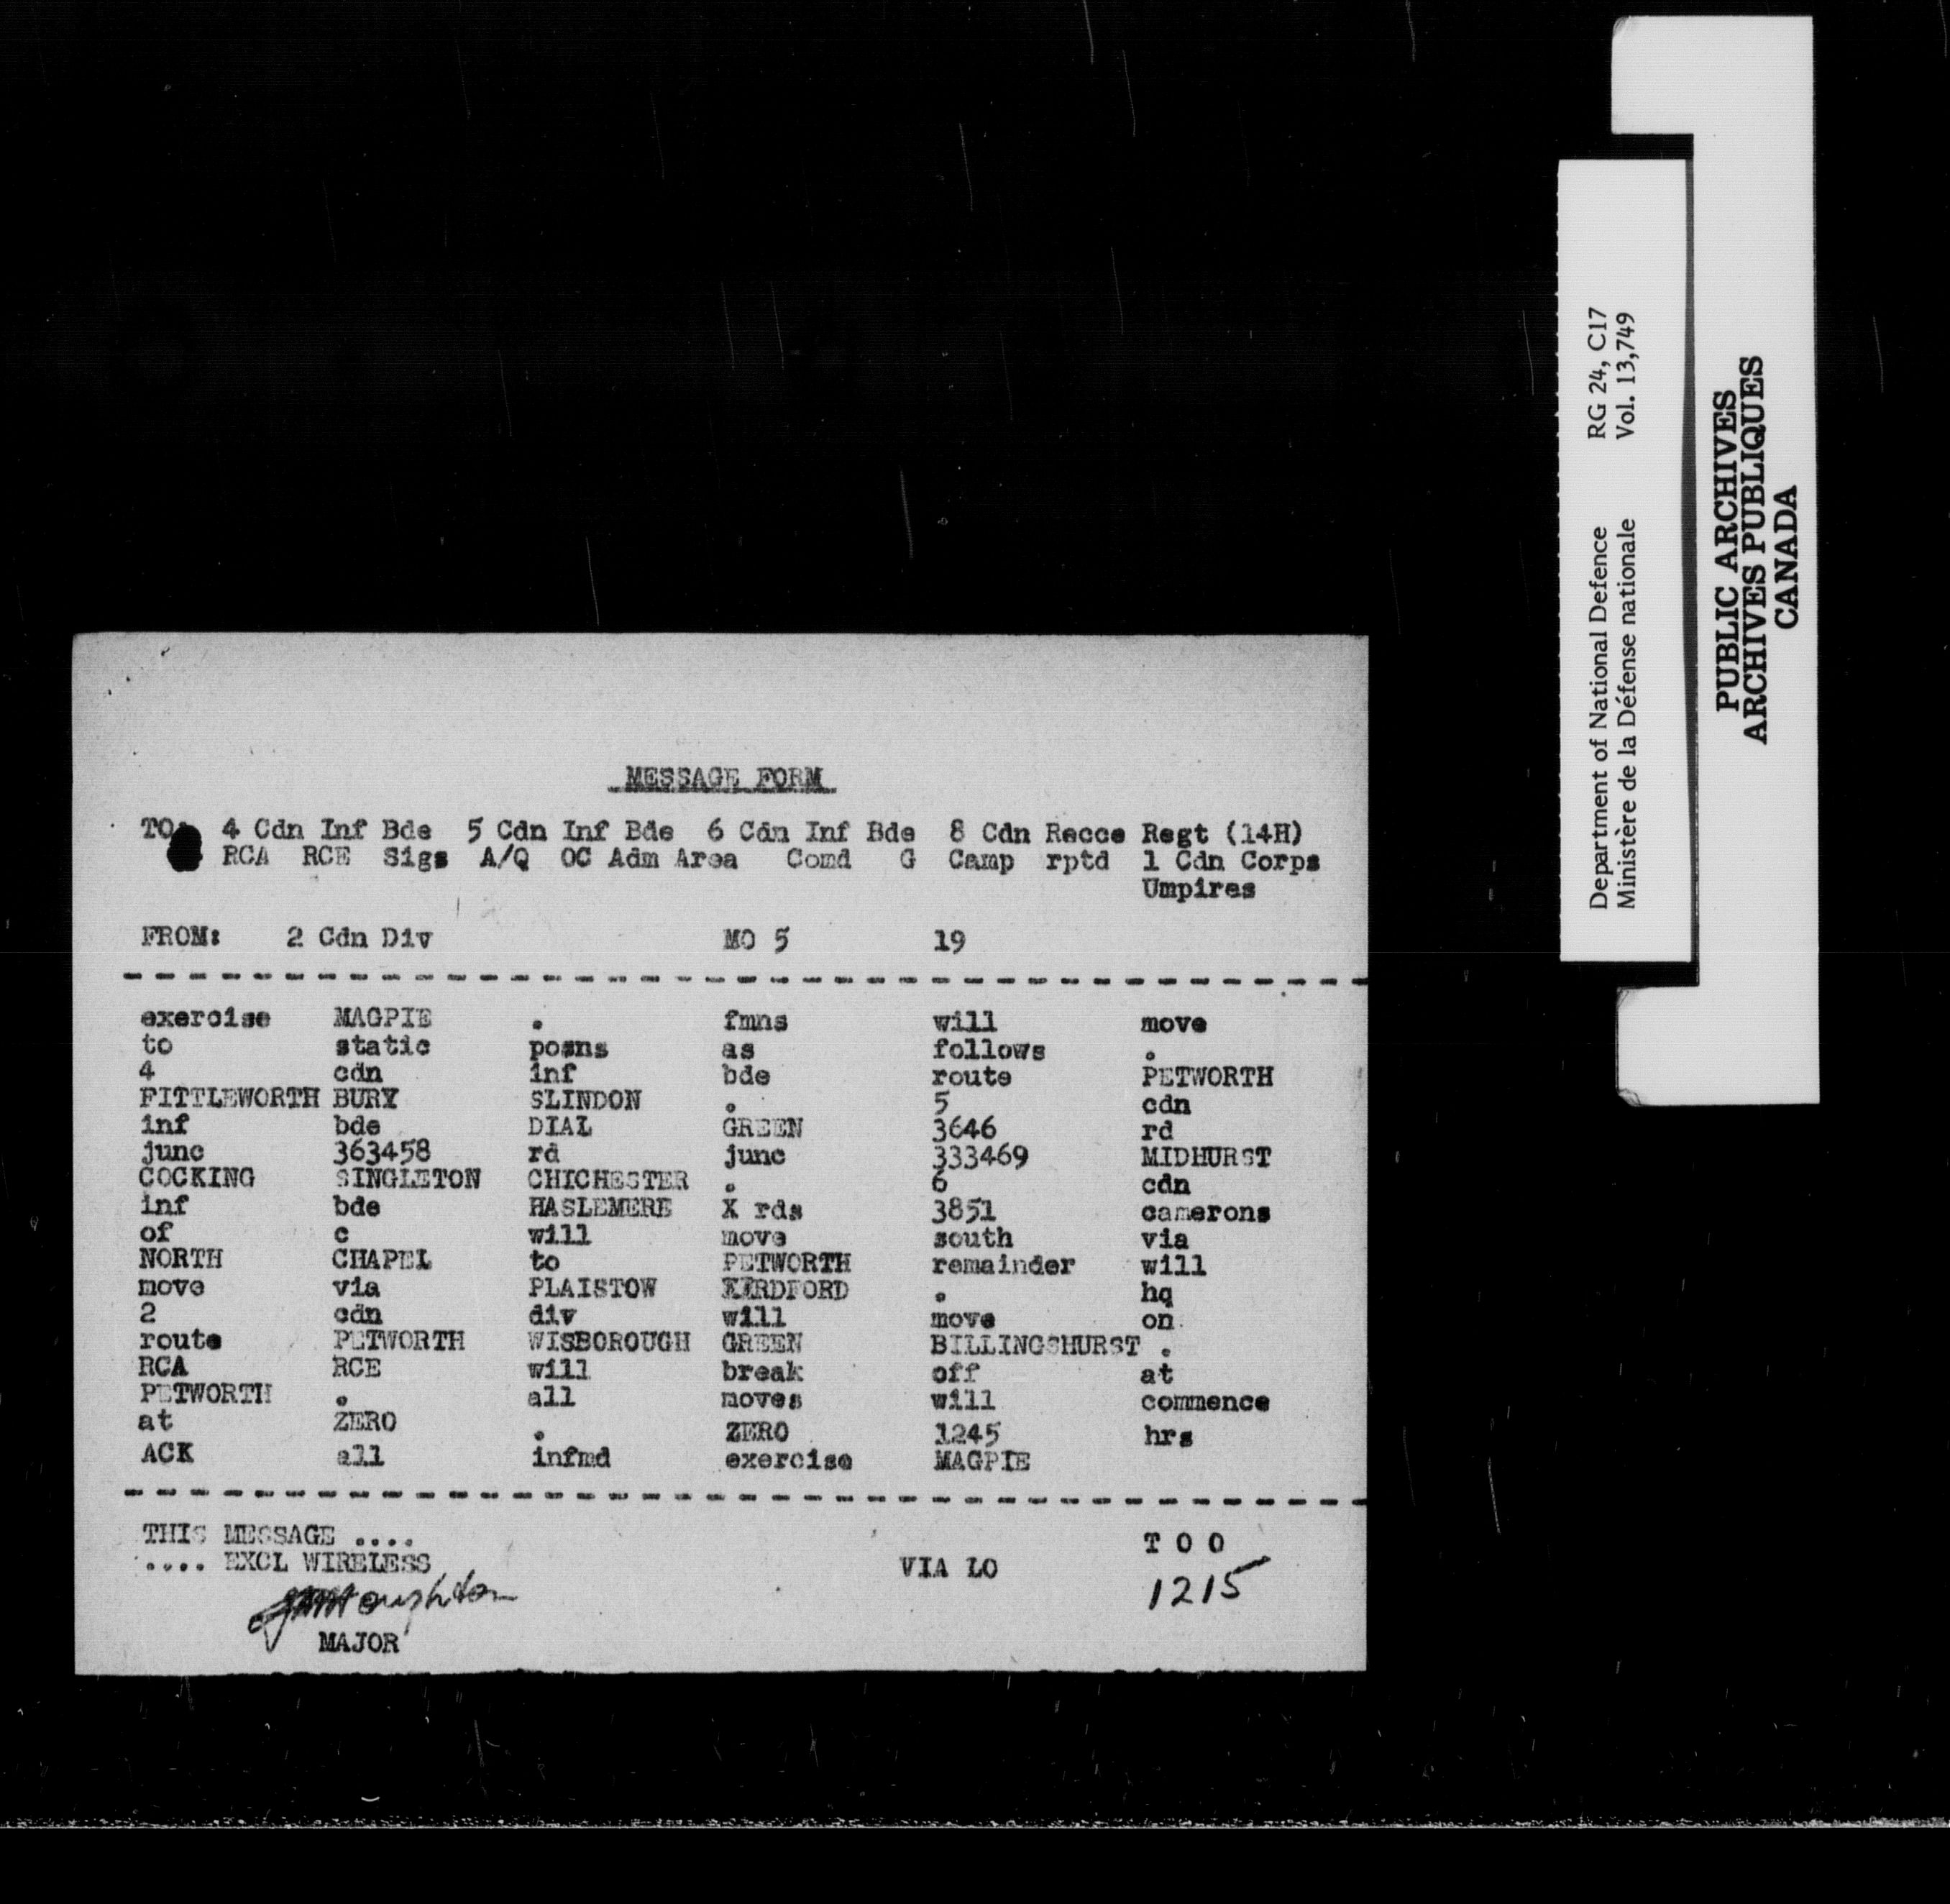 MESSAGE FORM
TO: 4 Cdn Inf Bde 5 Cdn Inf Bde 6 Cdn Inf Bde 8 Cdn Recce Regt (14H)
RCA RCE Sigs A/Q OC Adm Area Comd G Camp rptd 1 Cdn Corps
Umpires
FROM: 2 Cdn Div MO 5 19
exercise MAGPIE . fmns will move
to static posns as follows .
4 cdn inf bde route PETWORTH
FITTLEWORTH BURY SLINDON . 5 cdn
inf bde DIAL GREEN 3646 rd
junc 363458 rd junc 333469 MIDHURST
COCKING SINGLETON CHICHESTER . 6 cdn
inf bde HASLEMERE X rds 3851 camerons
of c will move south via
NORTH CHAPEL to PETWORTH remainder will
move via PLAISTOW KIRDFORD . hq
2 cdn div will move on
route PETWORTH WISBOROUGH GREEN BILLINGSHURST .
RCA RCE will break off at
PETWORTH . all moves will commence
at ZERO . ZERO 1245 hrs
ACK all infmd exercise MAGPIE
THIS MESSAGE ....
.... EXCL WIRELESS
VIA LO
T O O
1215
MAJOR
Department of National Defence RG 24, C17
Ministère de la Défense nationale Vol. 13,749
PUBLIC ARCHIVES
ARCHIVES PUBLIQUES
CANADA